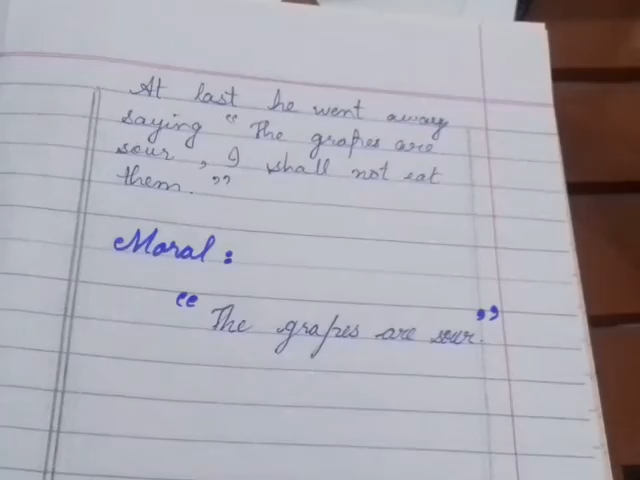 At last he went away
saying "The grapes are
sour, I shall not eat
them."
Moral:
"The grapes are sour."